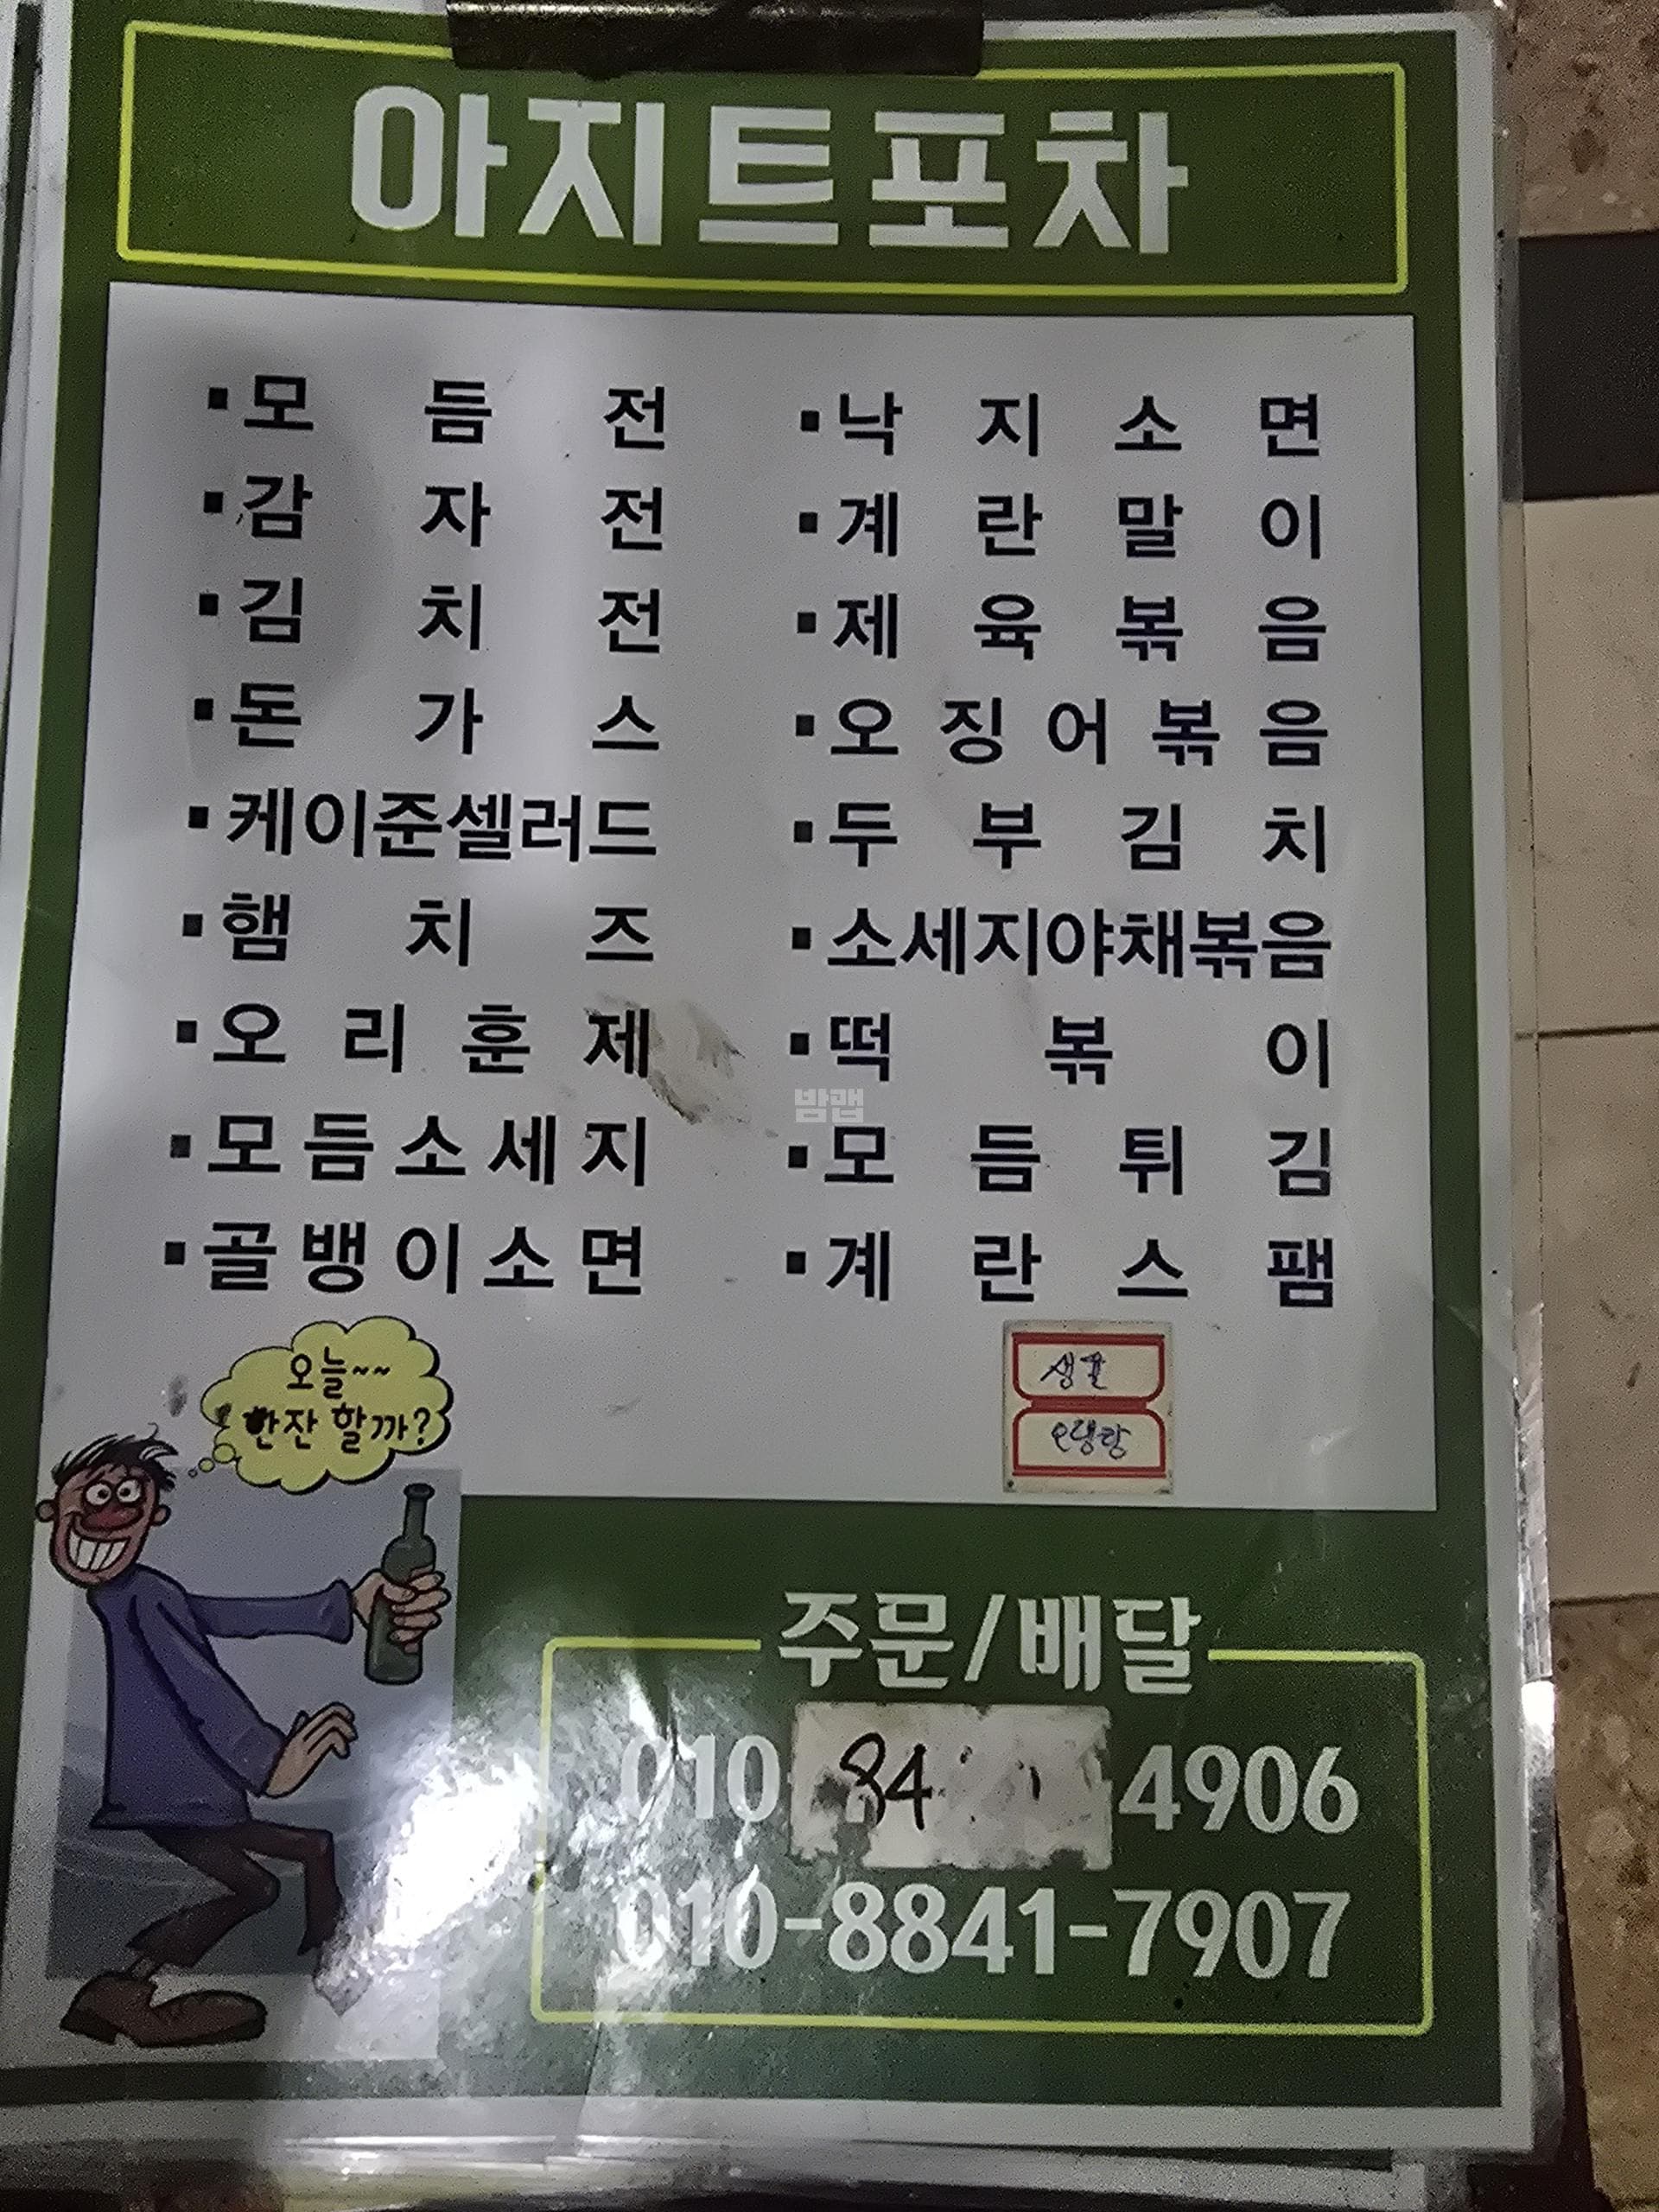 아지트포차
▪모듬전
▪감자전
▪김치전
▪돈가스
▪케이준셀러드
▪햄치즈
▪오리훈제
▪모듬소세지
▪골뱅이소면
▪낙지소면
▪계란말이
▪제육볶음
▪오징어볶음
▪두부김치
▪소세지야채볶음
▪떡볶이
▪모듬튀김
▪계란스팸
밤맵
오늘~~
한잔 할까?
주문/배달
010 84 4906
010-8841-7907